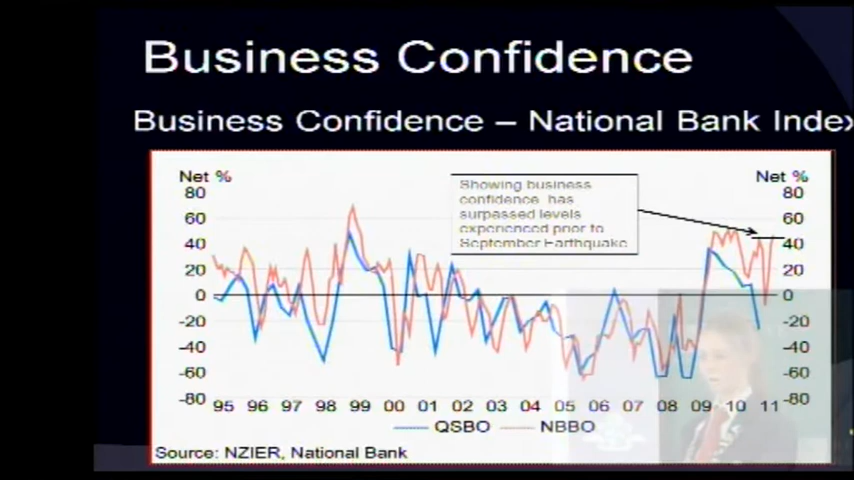 Business Confidence
Business Confidence – National Bank Index
Net %
Net %
Showing business
confidence has
surpassed levels
experienced prior to
September Earthquake
80
60
40
20
0
-20
-40
-60
-80
80
60
40
20
0
-20
-40
-60
-80
95 96 97 98 99 00 01 02 03 04 05 06 07 08 09 10 11
QSBO NBBO
Source: NZIER, National Bank